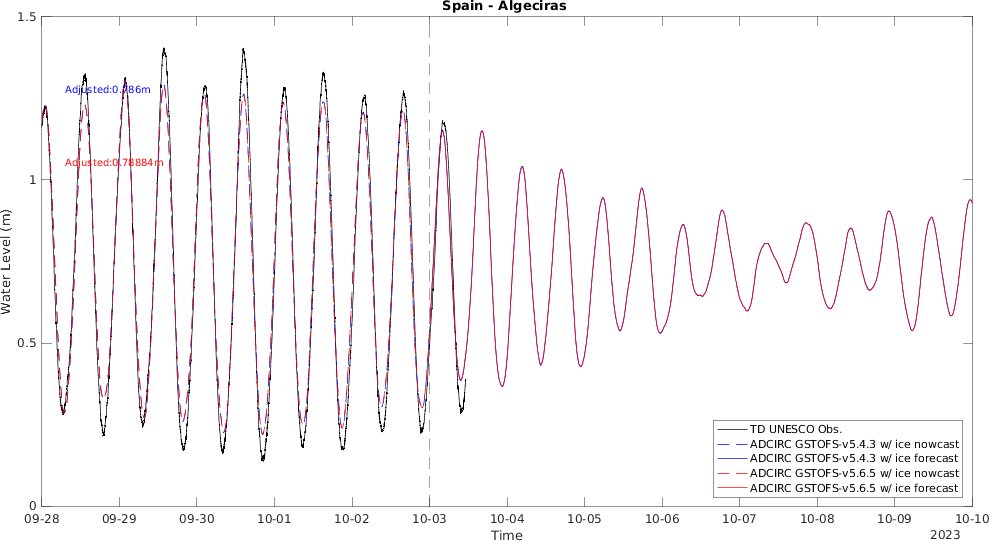 Spain - Algeciras
1.5
1
0.5
0
Water Level (m)
Adjusted:0.786m
Adjusted:0.78884m
TD UNESCO Obs.
ADCIRC GSTOFS-v5.4.3 w/ ice nowcast
ADCIRC GSTOFS-v5.4.3 w/ ice forecast
ADCIRC GSTOFS-v5.6.5 w/ ice nowcast
ADCIRC GSTOFS-v5.6.5 w/ ice forecast
09-28 09-29 09-30 10-01 10-02 10-03 10-04 10-05 10-06 10-07 10-08 10-09 10-10
Time
2023